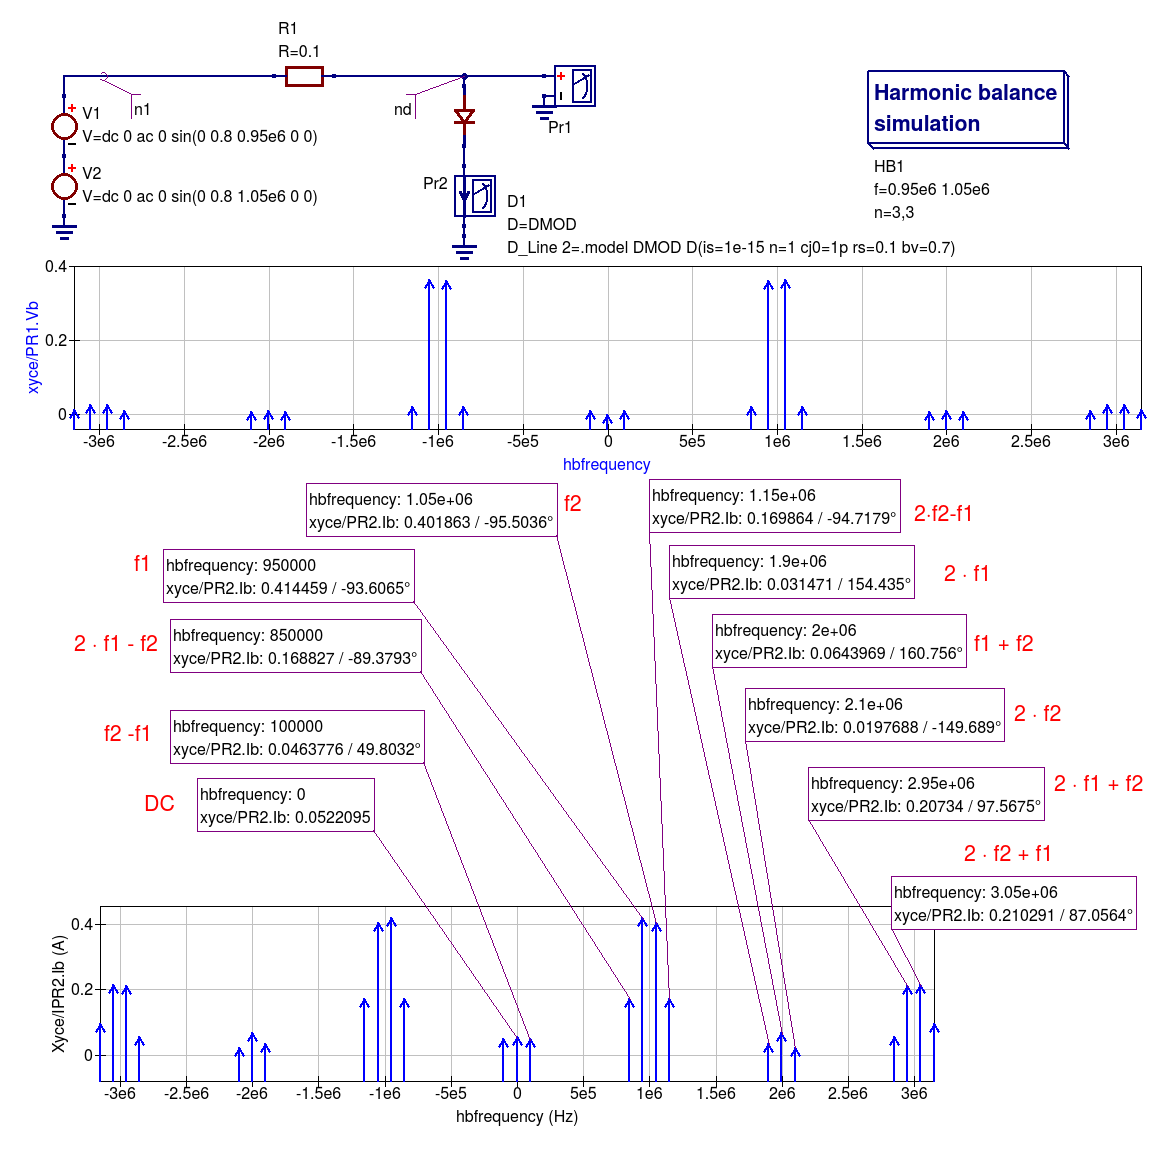 R1
R=0.1
n1
nd
Pr1
V1
V=dc 0 ac 0 sin(0 0.8 0.95e6 0 0)
V2
V=dc 0 ac 0 sin(0 0.8 1.05e6 0 0)
Pr2
D1
D=DMOD
D_Line 2=.model DMOD D(is=1e-15 n=1 cj0=1p rs=0.1 bv=0.7)
Harmonic balance
simulation
HB1
f=0.95e6 1.05e6
n=3,3
xyce/PR1.Vb
0.4
0.2
0
-3e6 -2.5e6 -2e6 -1.5e6 -1e6 -5e5 0 5e5 1e6 1.5e6 2e6 2.5e6 3e6
hbfrequency
hbfrequency: 1.05e+06
xyce/PR2.Ib: 0.401863 / -95.5036°
f2
hbfrequency: 1.15e+06
xyce/PR2.Ib: 0.169864 / -94.7179°
2·f2-f1
f1
hbfrequency: 950000
xyce/PR2.Ib: 0.414459 / -93.6065°
hbfrequency: 1.9e+06
xyce/PR2.Ib: 0.031471 / 154.435°
2 · f1
2 · f1 - f2
hbfrequency: 850000
xyce/PR2.Ib: 0.168827 / -89.3793°
hbfrequency: 2e+06
xyce/PR2.Ib: 0.0643969 / 160.756°
f1 + f2
f2 -f1
hbfrequency: 100000
xyce/PR2.Ib: 0.0463776 / 49.8032°
hbfrequency: 2.1e+06
xyce/PR2.Ib: 0.0197688 / -149.689°
2 · f2
DC
hbfrequency: 0
xyce/PR2.Ib: 0.0522095
hbfrequency: 2.95e+06
xyce/PR2.Ib: 0.20734 / 97.5675°
2 · f1 + f2
2 · f2 + f1
hbfrequency: 3.05e+06
xyce/PR2.Ib: 0.210291 / 87.0564°
Xyce/IPR2.Ib (A)
0.4
0.2
0
-3e6 -2.5e6 -2e6 -1.5e6 -1e6 -5e5 0 5e5 1e6 1.5e6 2e6 2.5e6 3e6
hbfrequency (Hz)